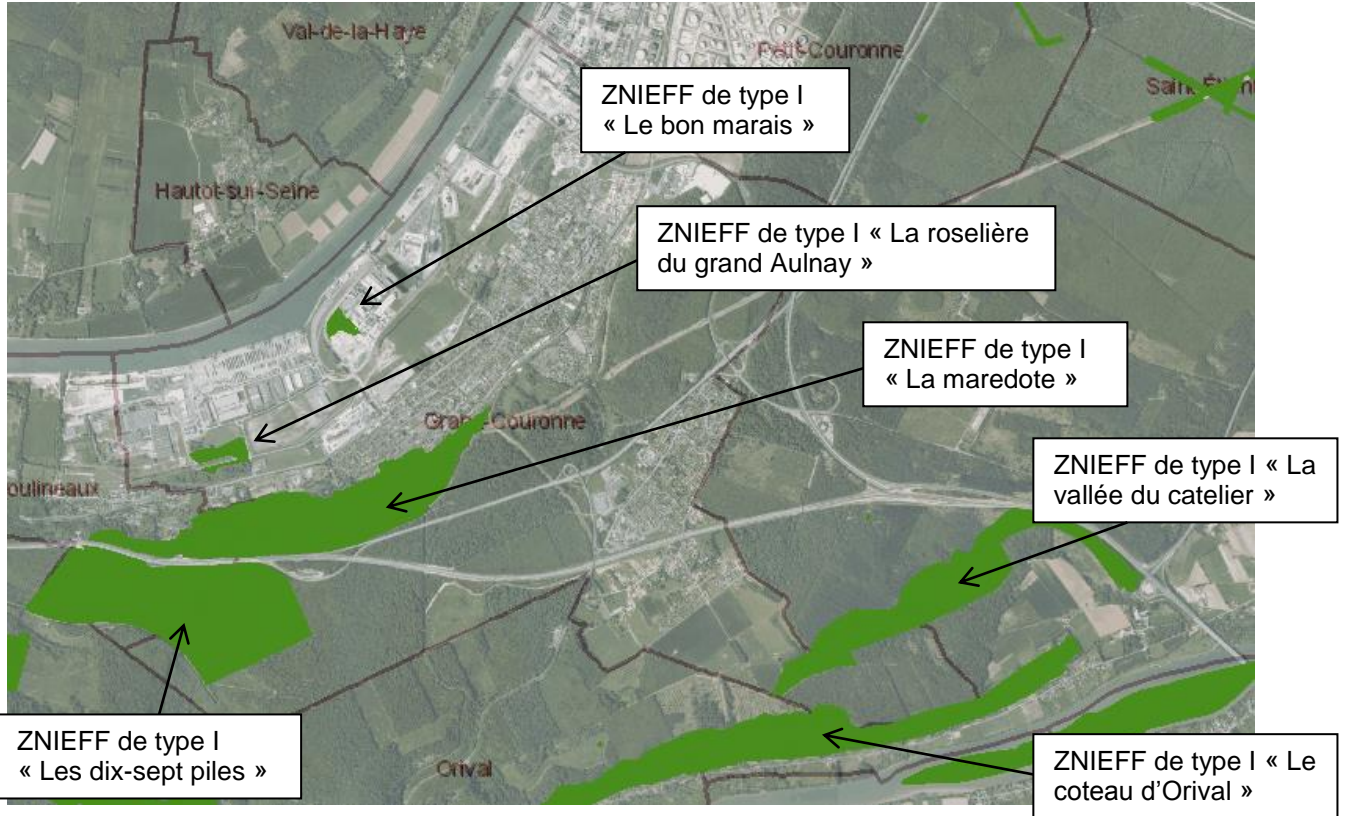 Val-de-la-Haye
Petit-Couronne
ZNIEFF de type I
« Le bon marais »
Hautot-sur-Seine
ZNIEFF de type I « La roselière
du grand Aulnay »
ZNIEFF de type I
« La maredote »
Grand-Couronne
ZNIEFF de type I « La
vallée du catelier »
oulineaux
ZNIEFF de type I
« Les dix-sept piles »
Orival
ZNIEFF de type I « Le
coteau d'Orival »